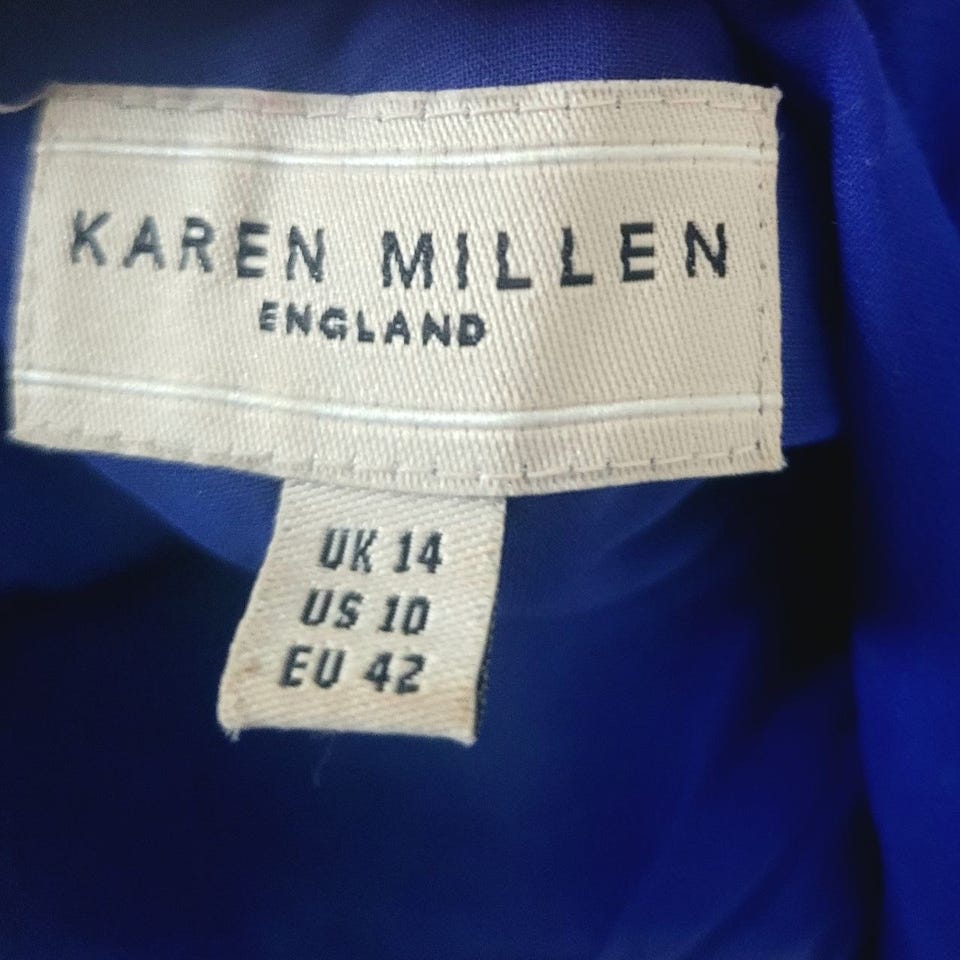 KAREN MILLEN
ENGLAND
UK 14
US 10
EU 42